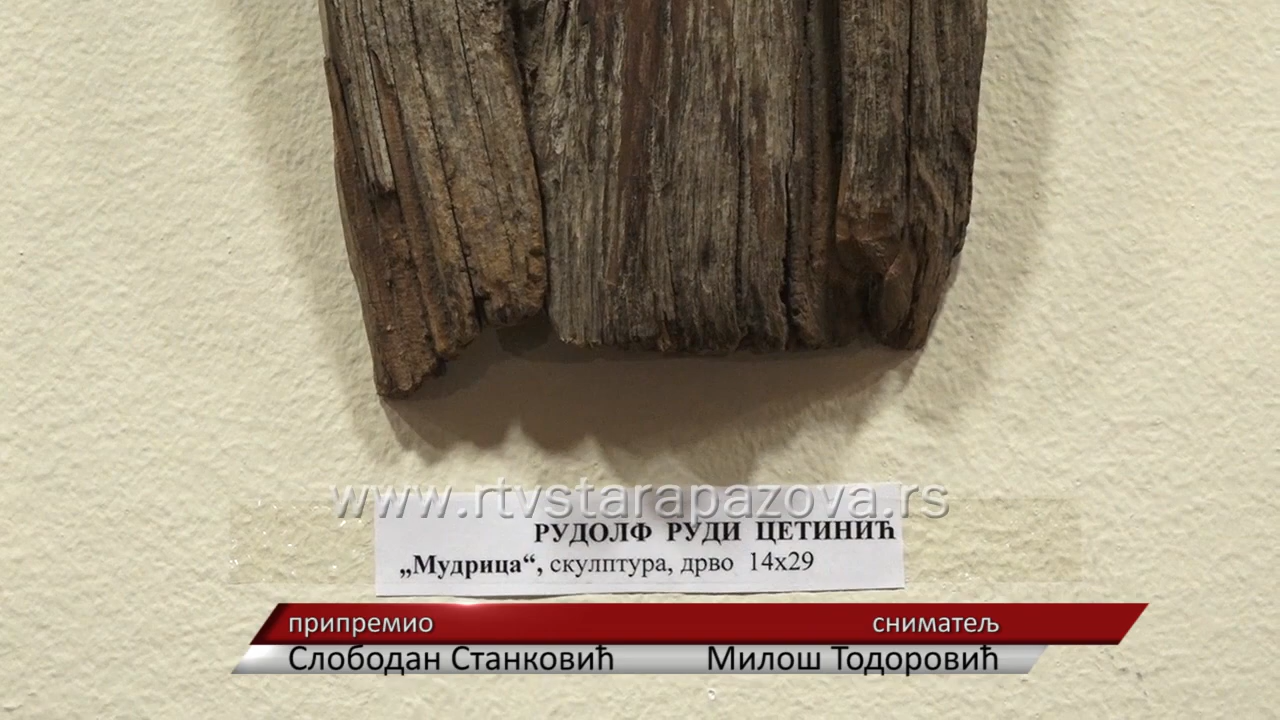 www.rtvstarapazova.rs
РУДОЛФ РУДИ ЦЕТИНИЋ
„Мудрица“, скулптура, дрво 14x29
припремио сниматељ
Слободан Станковић Милош Тодоровић